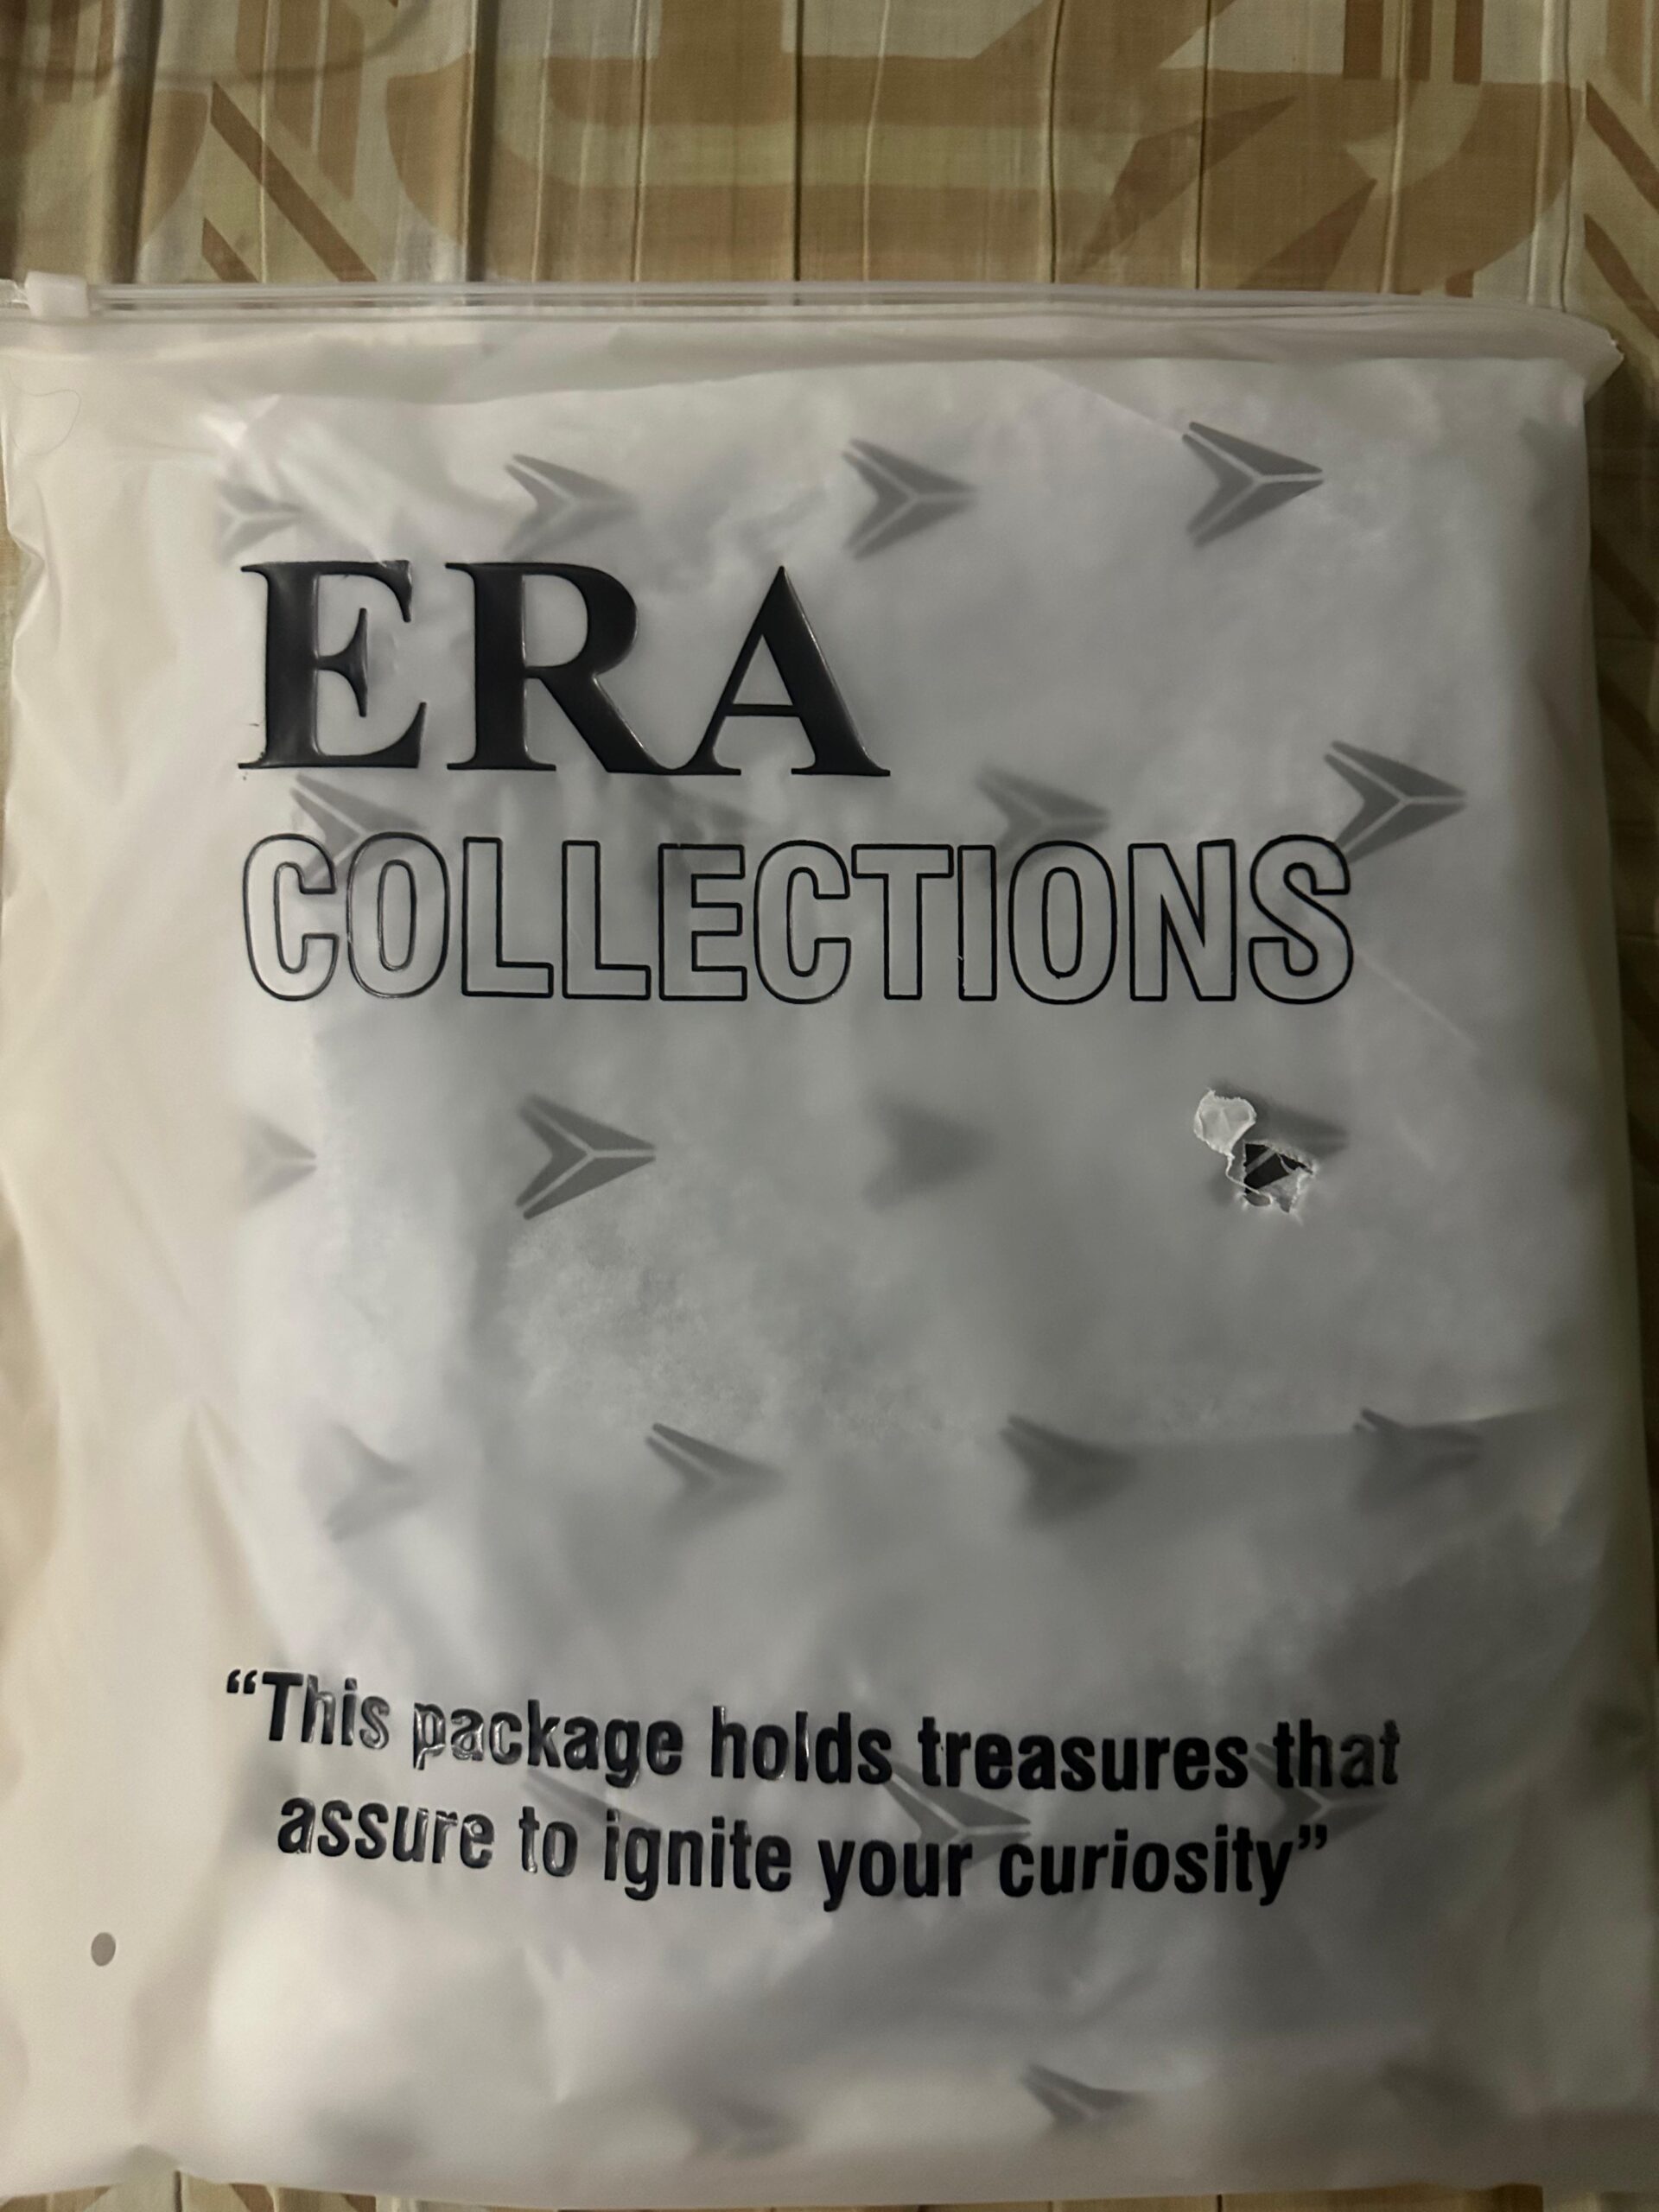 ERA
COLLECTIONS
“This package holds treasures that
assure to ignite your curiosity”